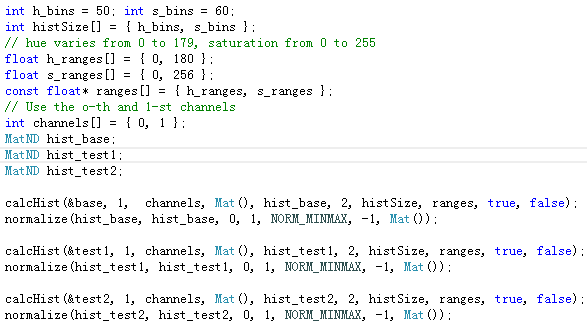 int h_bins = 50; int s_bins = 60;
int histSize[] = { h_bins, s_bins };
// hue varies from 0 to 179, saturation from 0 to 255
float h_ranges[] = { 0, 180 };
float s_ranges[] = { 0, 256 };
const float* ranges[] = { h_ranges, s_ranges };
// Use the o-th and 1-st channels
int channels[] = { 0, 1 };
MatND hist_base;
MatND hist_test1;
MatND hist_test2;
calcHist(&base, 1,  channels, Mat(), hist_base, 2, histSize, ranges, true, false);
normalize(hist_base, hist_base, 0, 1, NORM_MINMAX, -1, Mat());
calcHist(&test1, 1, channels, Mat(), hist_test1, 2, histSize, ranges, true, false);
normalize(hist_test1, hist_test1, 0, 1, NORM_MINMAX, -1, Mat());
calcHist(&test2, 1, channels, Mat(), hist_test2, 2, histSize, ranges, true, false);
normalize(hist_test2, hist_test2, 0, 1, NORM_MINMAX, -1, Mat());